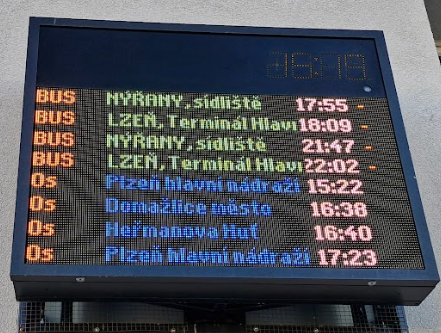 BUS NÝŘANY, sídliště 17:55 -
BUS LZEŇ, Terminál Hlavı 18:09 -
BUS NÝŘANY, sídliště 21:47 -
BUS LZEŇ, Terminál Hlavı 22:02 -
Os Plzeň hlavní nádraží 15:22
Os Domažlice město 16:38
Os Heřmanova Huť 16:40
Os Plzeň hlavní nádraží 17:23